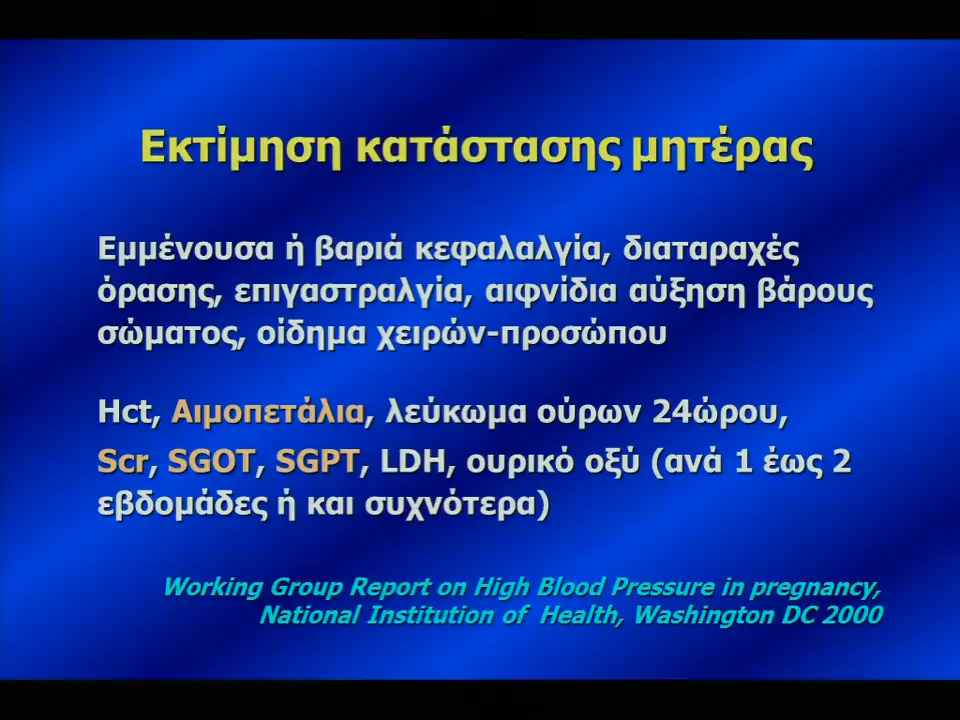 Εκτίμηση κατάστασης μητέρας
Εμμένουσα ή βαριά κεφαλαλγία, διαταραχές
όρασης, επιγαστραλγία, αιφνίδια αύξηση βάρους
σώματος, οίδημα χειρών-προσώπου
Hct, Αιμοπετάλια, λεύκωμα ούρων 24ώρου,
Scr, SGOT, SGPT, LDH, ουρικό οξύ (ανά 1 έως 2
εβδομάδες ή και συχνότερα)
Working Group Report on High Blood Pressure in pregnancy,
National Institution of Health, Washington DC 2000